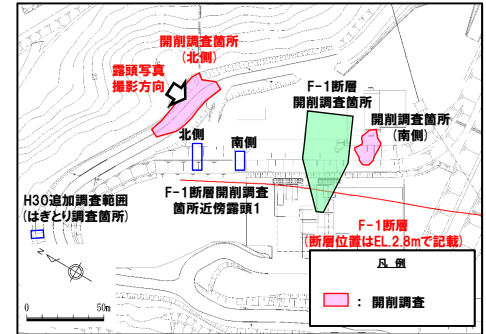 開削調査箇所
(北側)
露頭写真
撮影方向
F-1断層
開削調査箇所
開削調査箇所
(南側)
北側
南側
F-1断層開削調査
箇所近傍露頭1
H30追加調査範囲
(はぎとり調査箇所)
F-1断層
(断層位置はEL.2.8mで記載)
N
0 50m
凡 例
: 開削調査